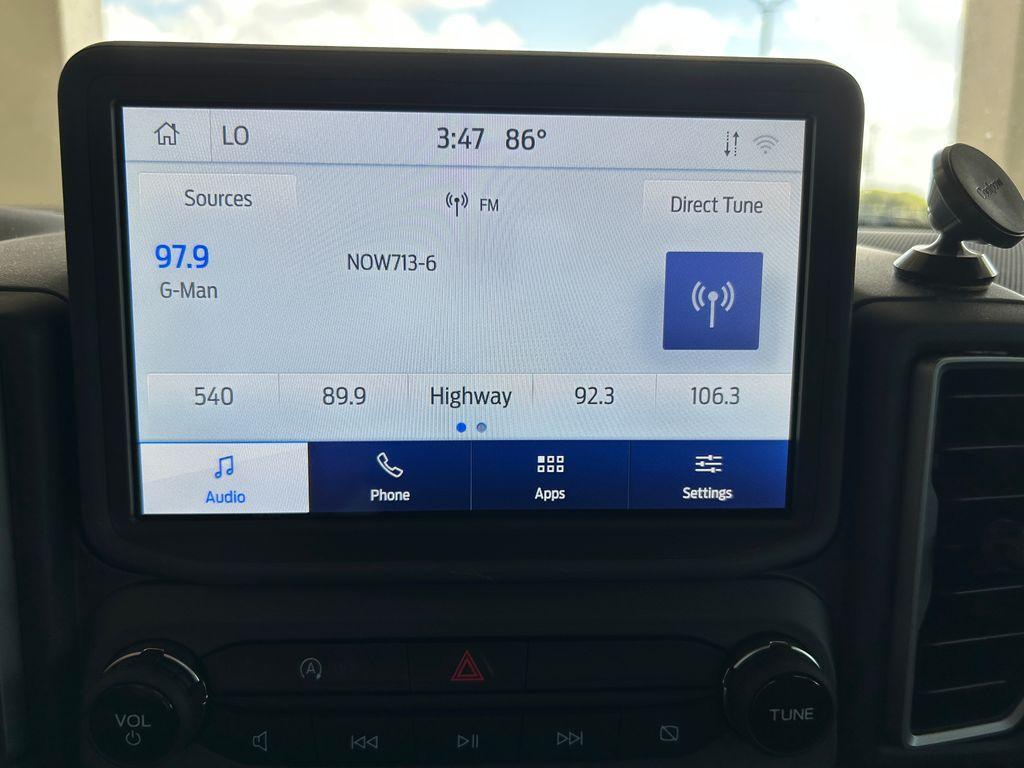 LO 3:47 86°
Sources FM Direct Tune
97.9 NOW713-6
G-Man
540 89.9 Highway 92.3 106.3
Audio Phone Apps Settings
A
VOL TUNE